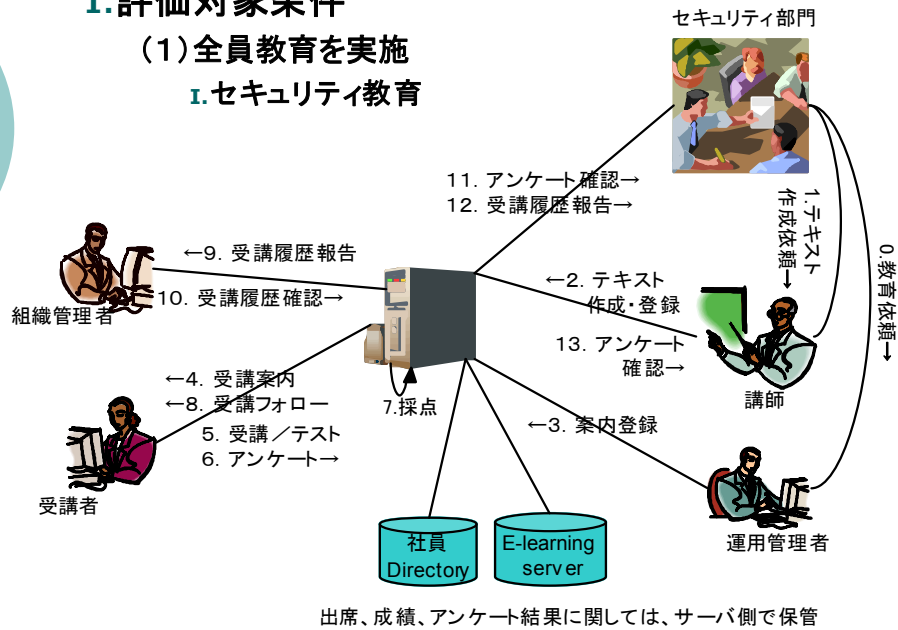 I.評価対象業務
（１）全員教育を実施
I.セキュリティ教育
セキュリティ部門
11. アンケート確認→
12. 受講履歴報告→
1.テキスト
作成依頼→
0.教育依頼→
←9. 受講履歴報告
10. 受講履歴確認→
組織管理者
←2. テキスト
作成・登録
13. アンケート
確認→
講師
←4. 受講案内
←8. 受講フォロー
5. 受講／テスト
6. アンケート→
7.採点
←3. 案内登録
受講者
運用管理者
社員
Directory
E-learning
server
出席、成績、アンケート結果に関しては、サーバ側で保管